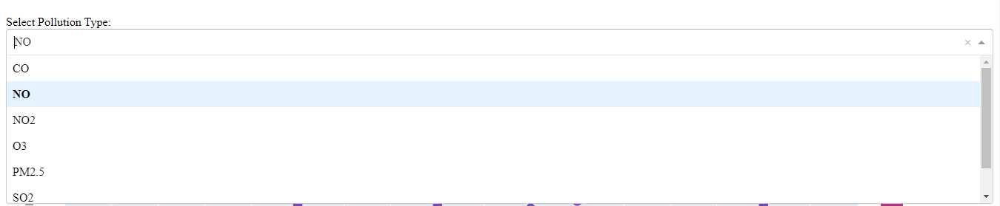 Select Pollution Type:
NO
CO
NO
NO2
O3
PM2.5
SO2